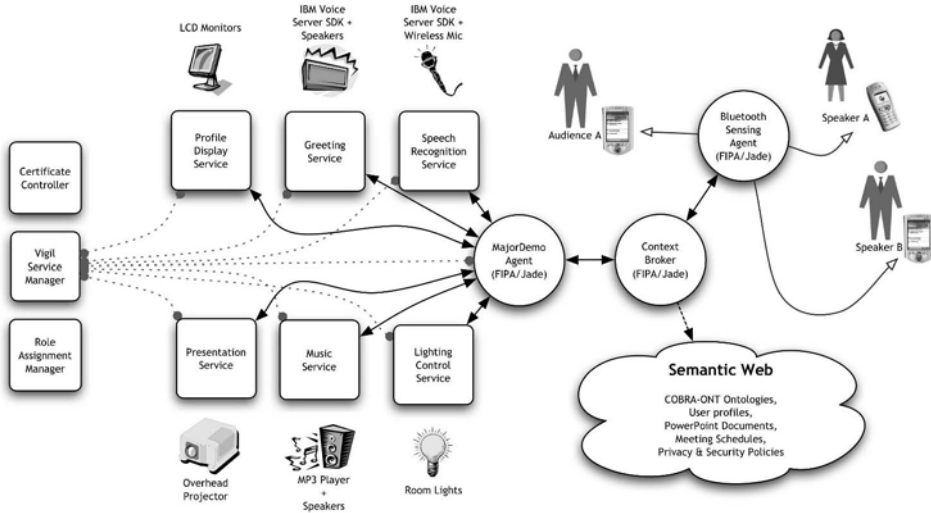 LCD Monitors
IBM Voice
Server SDK +
Speakers
IBM Voice
Server SDK +
Wireless Mic
Profile
Display
Service
Greeting
Service
Speech
Recognition
Service
Certificate
Controller
Vigil
Service
Manager
Role
Assignment
Manager
MajorDemo
Agent
(FIPA/Jade)
Context
Broker
(FIPA/Jade)
Bluetooth
Sensing
Agent
(FIPA/Jade)
Audience A
Speaker A
Speaker B
Presentation
Service
Music
Service
Lighting
Control
Service
Overhead
Projector
MP3 Player
+
Speakers
Room Lights
Semantic Web
COBRA-ONT Ontologies,
User profiles,
PowerPoint Documents,
Meeting Schedules,
Privacy & Security Policies